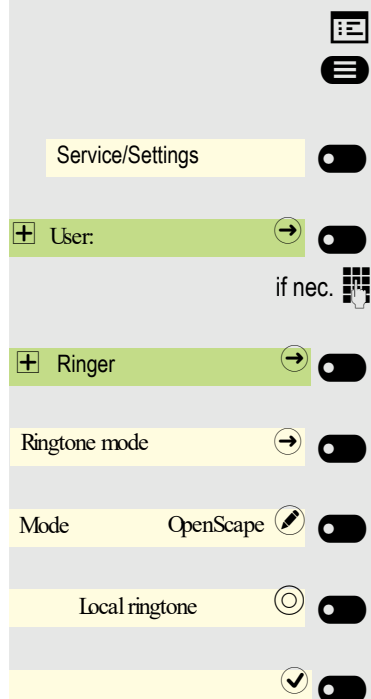 Service/Settings
User:
if nec.
Ringer
Ringtone mode
Mode OpenScape
Local ringtone